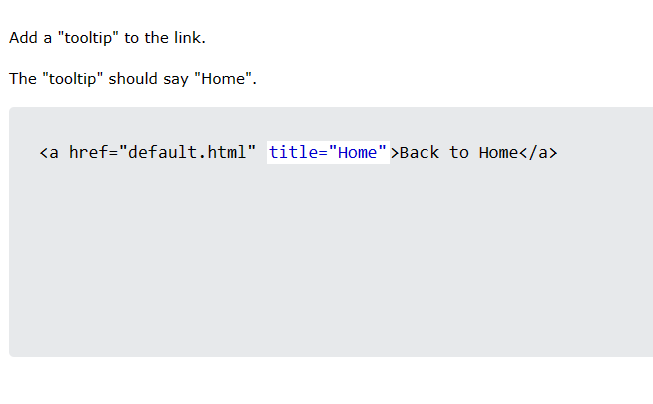 Add a "tooltip" to the link.
The "tooltip" should say "Home".
<a href="default.html" title="Home">Back to Home</a>